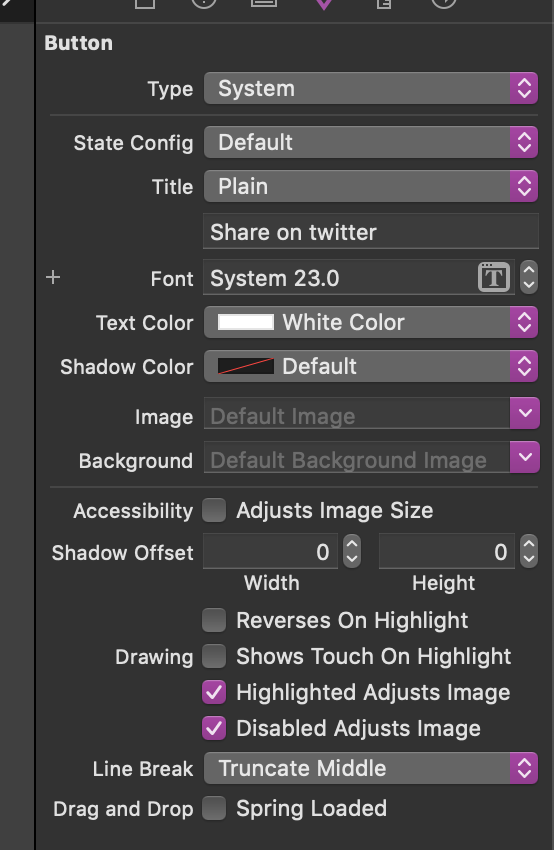 Button
Type System
State Config Default
Title Plain
Share on twitter
+ Font System 23.0 T
Text Color White Color
Shadow Color Default
Image Default Image
Background Default Background Image
Accessibility Adjusts Image Size
Shadow Offset 0 0
Width Height
Reverses On Highlight
Drawing Shows Touch On Highlight
Highlighted Adjusts Image
Disabled Adjusts Image
Line Break Truncate Middle
Drag and Drop Spring Loaded